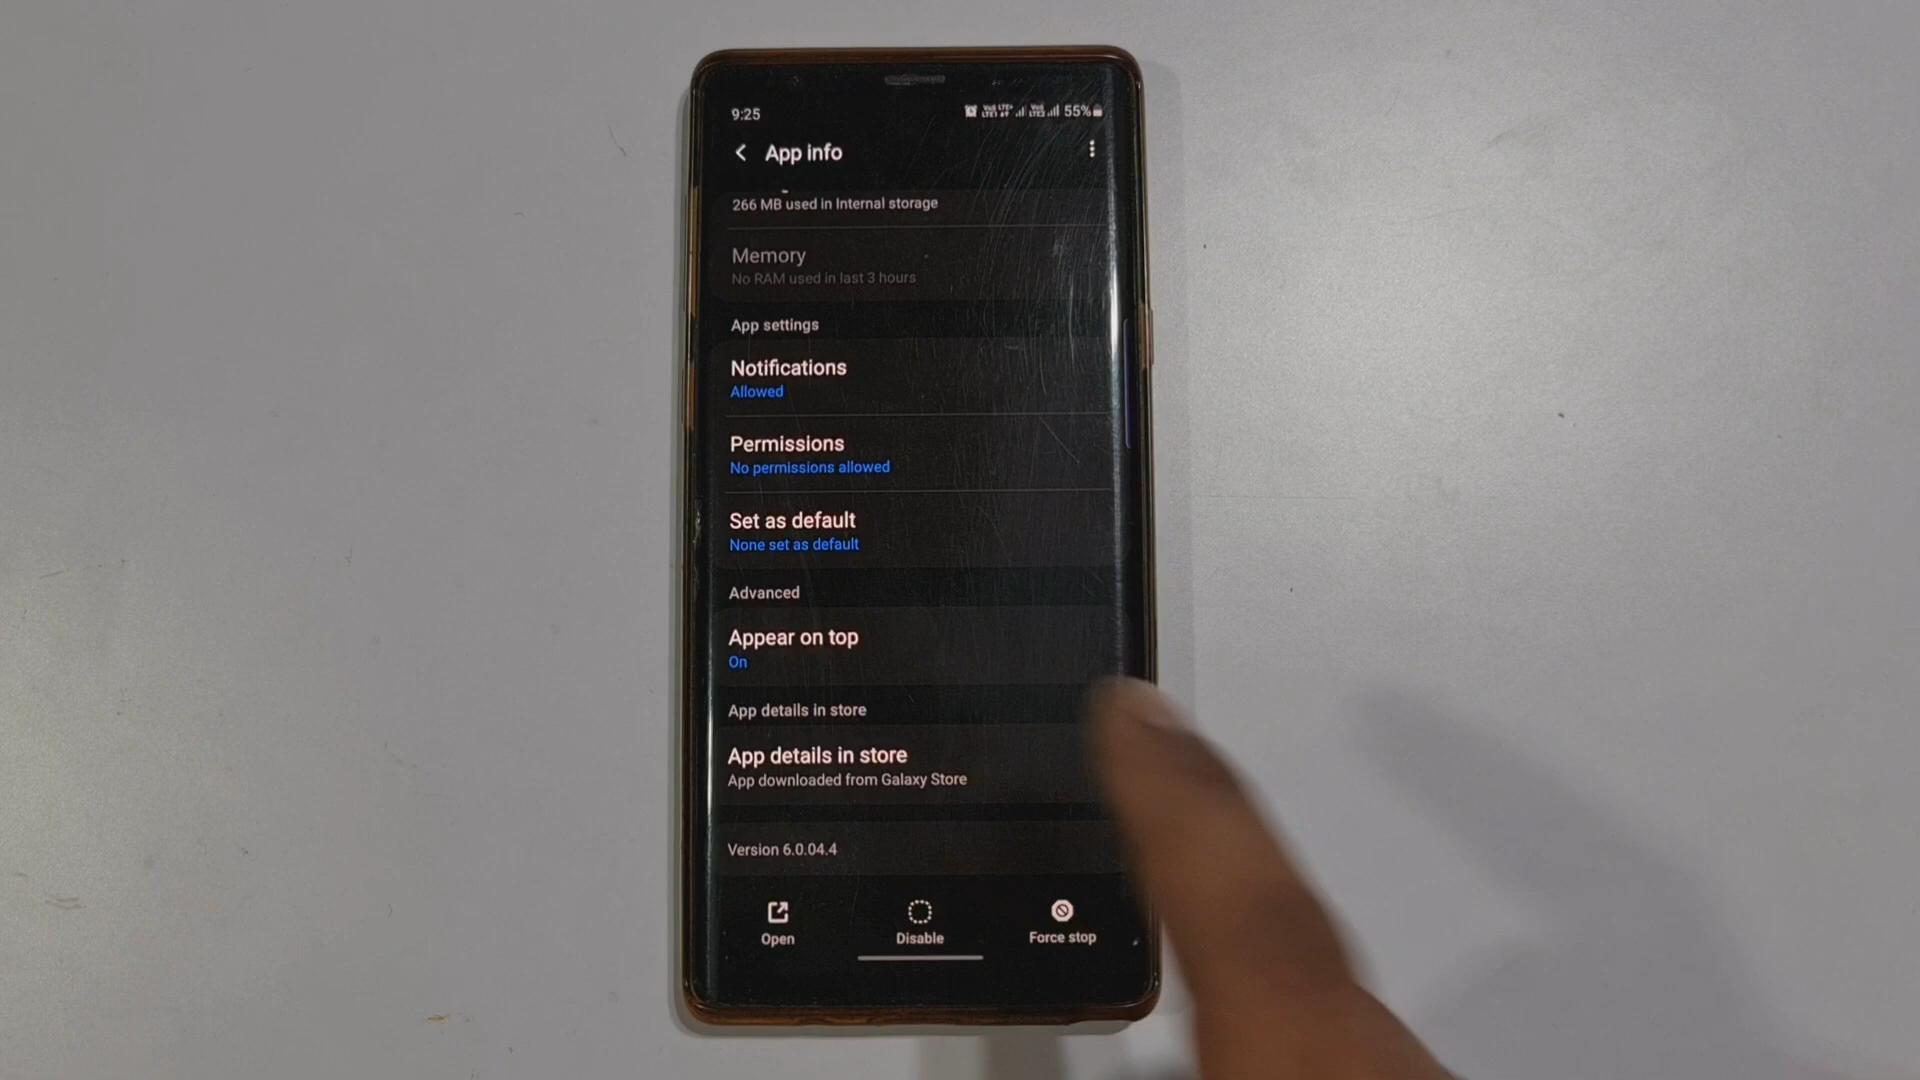 9:25
55%
App info
266 MB used in Internal storage
Memory
No RAM used in last 3 hours
App settings
Notifications
Allowed
Permissions
No permissions allowed
Set as default
None set as default
Advanced
Appear on top
On
App details in store
App details in store
App downloaded from Galaxy Store
Version 6.0.04.4
Open
Disable
Force stop